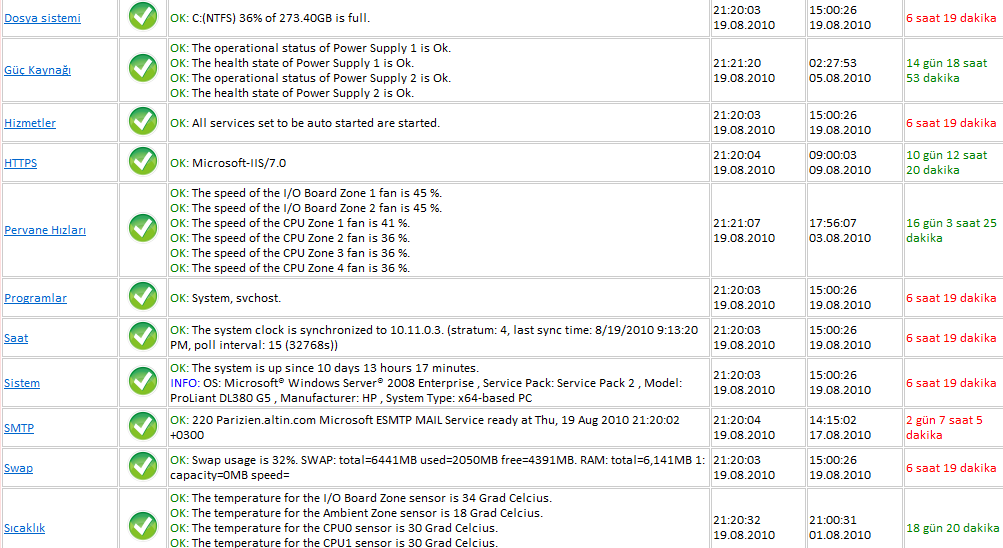 Dosya sistemi
OK: C:(NTFS) 36% of 273.40GB is full.
21:20:03
19.08.2010
15:00:26
19.08.2010
6 saat 19 dakika
Güç Kaynağı
OK: The operational status of Power Supply 1 is Ok.
OK: The health state of Power Supply 1 is Ok.
OK: The operational status of Power Supply 2 is Ok.
OK: The health state of Power Supply 2 is Ok.
21:21:20
19.08.2010
02:27:53
05.08.2010
14 gün 18 saat
53 dakika
Hizmetler
OK: All services set to be auto started are started.
21:20:03
19.08.2010
15:00:26
19.08.2010
6 saat 19 dakika
HTTPS
OK: Microsoft-IIS/7.0
21:20:04
19.08.2010
09:00:03
09.08.2010
10 gün 12 saat
20 dakika
Pervane Hızları
OK: The speed of the I/O Board Zone 1 fan is 45 %.
OK: The speed of the I/O Board Zone 2 fan is 45 %.
OK: The speed of the CPU Zone 1 fan is 41 %.
OK: The speed of the CPU Zone 2 fan is 36 %.
OK: The speed of the CPU Zone 3 fan is 36 %.
OK: The speed of the CPU Zone 4 fan is 36 %.
21:21:07
19.08.2010
17:56:07
03.08.2010
16 gün 3 saat 25
dakika
Programlar
OK: System, svchost.
21:20:03
19.08.2010
15:00:26
19.08.2010
6 saat 19 dakika
Saat
OK: The system clock is synchronized to 10.11.0.3. (stratum: 4, last sync time: 8/19/2010 9:13:20
PM, poll interval: 15 (32768s))
21:20:03
19.08.2010
15:00:26
19.08.2010
6 saat 19 dakika
Sistem
OK: The system is up since 10 days 13 hours 17 minutes.
INFO: OS: Microsoft® Windows Server® 2008 Enterprise , Service Pack: Service Pack 2 , Model:
ProLiant DL380 G5 , Manufacturer: HP , System Type: x64-based PC
21:20:03
19.08.2010
15:00:26
19.08.2010
6 saat 19 dakika
SMTP
OK: 220 Parizien.altin.com Microsoft ESMTP MAIL Service ready at Thu, 19 Aug 2010 21:20:02
+0300
21:20:04
19.08.2010
14:15:02
17.08.2010
2 gün 7 saat 5
dakika
Swap
OK: Swap usage is 32%. SWAP: total=6441MB used=2050MB free=4391MB. RAM: total=6,141MB 1:
capacity=0MB speed=
21:20:03
19.08.2010
15:00:26
19.08.2010
6 saat 19 dakika
Sıcaklık
OK: The temperature for the I/O Board Zone sensor is 34 Grad Celcius.
OK: The temperature for the Ambient Zone sensor is 18 Grad Celcius.
OK: The temperature for the CPU0 sensor is 30 Grad Celcius.
OK: The temperature for the CPU1 sensor is 30 Grad Celcius.
21:20:32
19.08.2010
21:00:31
01.08.2010
18 gün 20 dakika